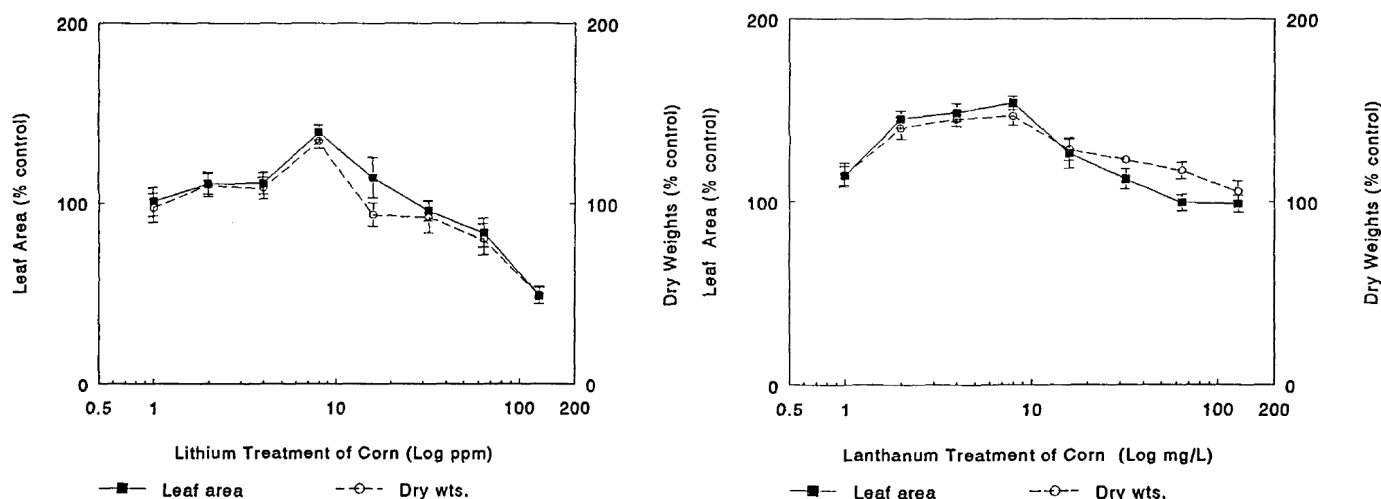 200
100
0
200
100
0
Leaf Area (% control)
Dry Weights (% control)
0.5 1 10 100 200
Lithium Treatment of Corn (Log ppm)
Leaf area Dry wts.
200
100
0
200
100
0
Leaf Area (% control)
Dry Weights (% control)
0.5 1 10 100 200
Lanthanum Treatment of Corn (Log mg/L)
Leaf area Dry wts.